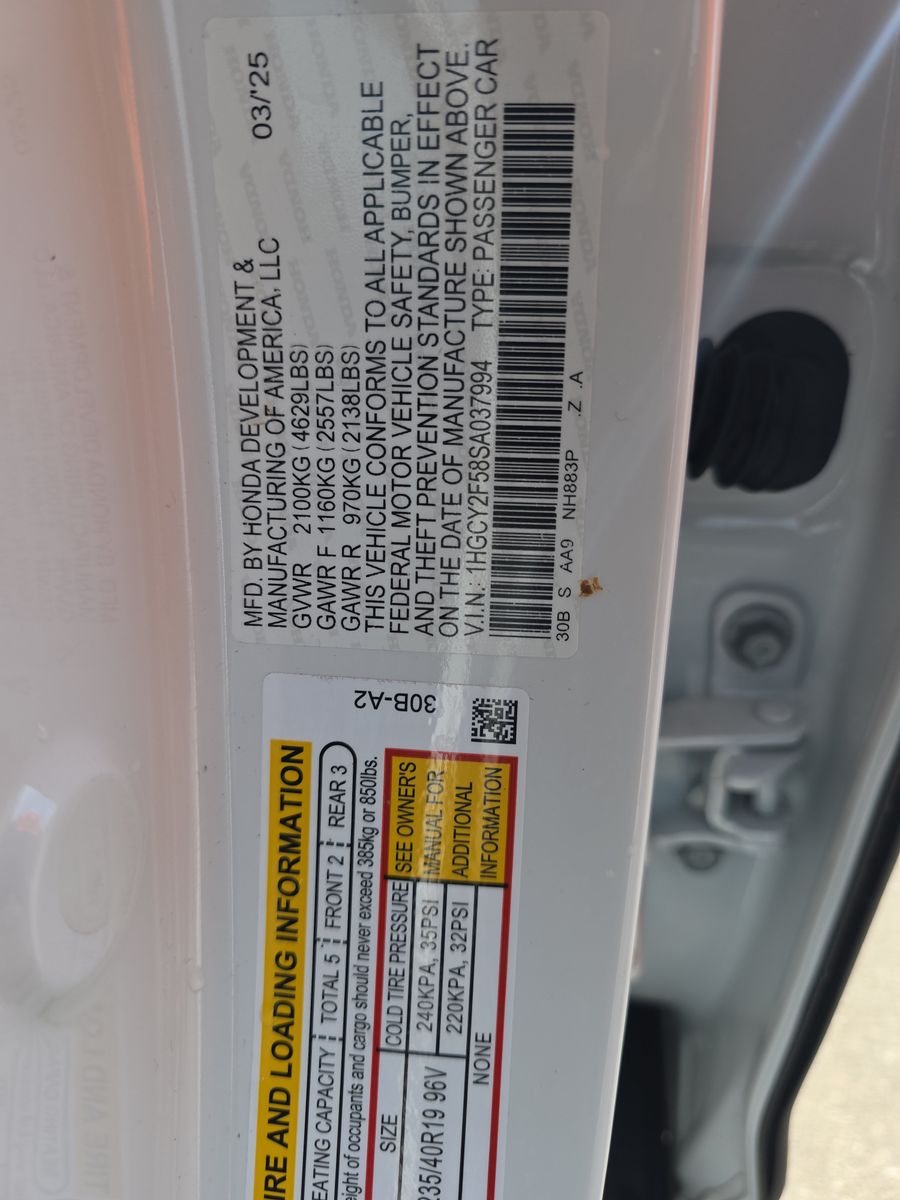 MFD. BY HONDA DEVELOPMENT & 03/'25
MANUFACTURING OF AMERICA, LLC
GVWR 2100KG (4629LBS)
GAWR F 1160KG (2557LBS)
GAWR R 970KG (2138LBS)
THIS VEHICLE CONFORMS TO ALL APPLICABLE
FEDERAL MOTOR VEHICLE SAFETY, BUMPER,
AND THEFT PREVENTION STANDARDS IN EFFECT
ON THE DATE OF MANUFACTURE SHOWN ABOVE.
V.I.N: 1HGCY2F58SA037994 TYPE: PASSENGER CAR
30B S AA9 NH883P .Z .A
30B-A2
IRE AND LOADING INFORMATION
EATING CAPACITY TOTAL 5 FRONT 2 REAR 3
eight of occupants and cargo should never exceed 385kg or 850lbs.
SIZE COLD TIRE PRESSURE
235/40R19 96V 240KPA, 35PSI
220KPA, 32PSI
NONE
SEE OWNER'S
MANUAL FOR
ADDITIONAL
INFORMATION